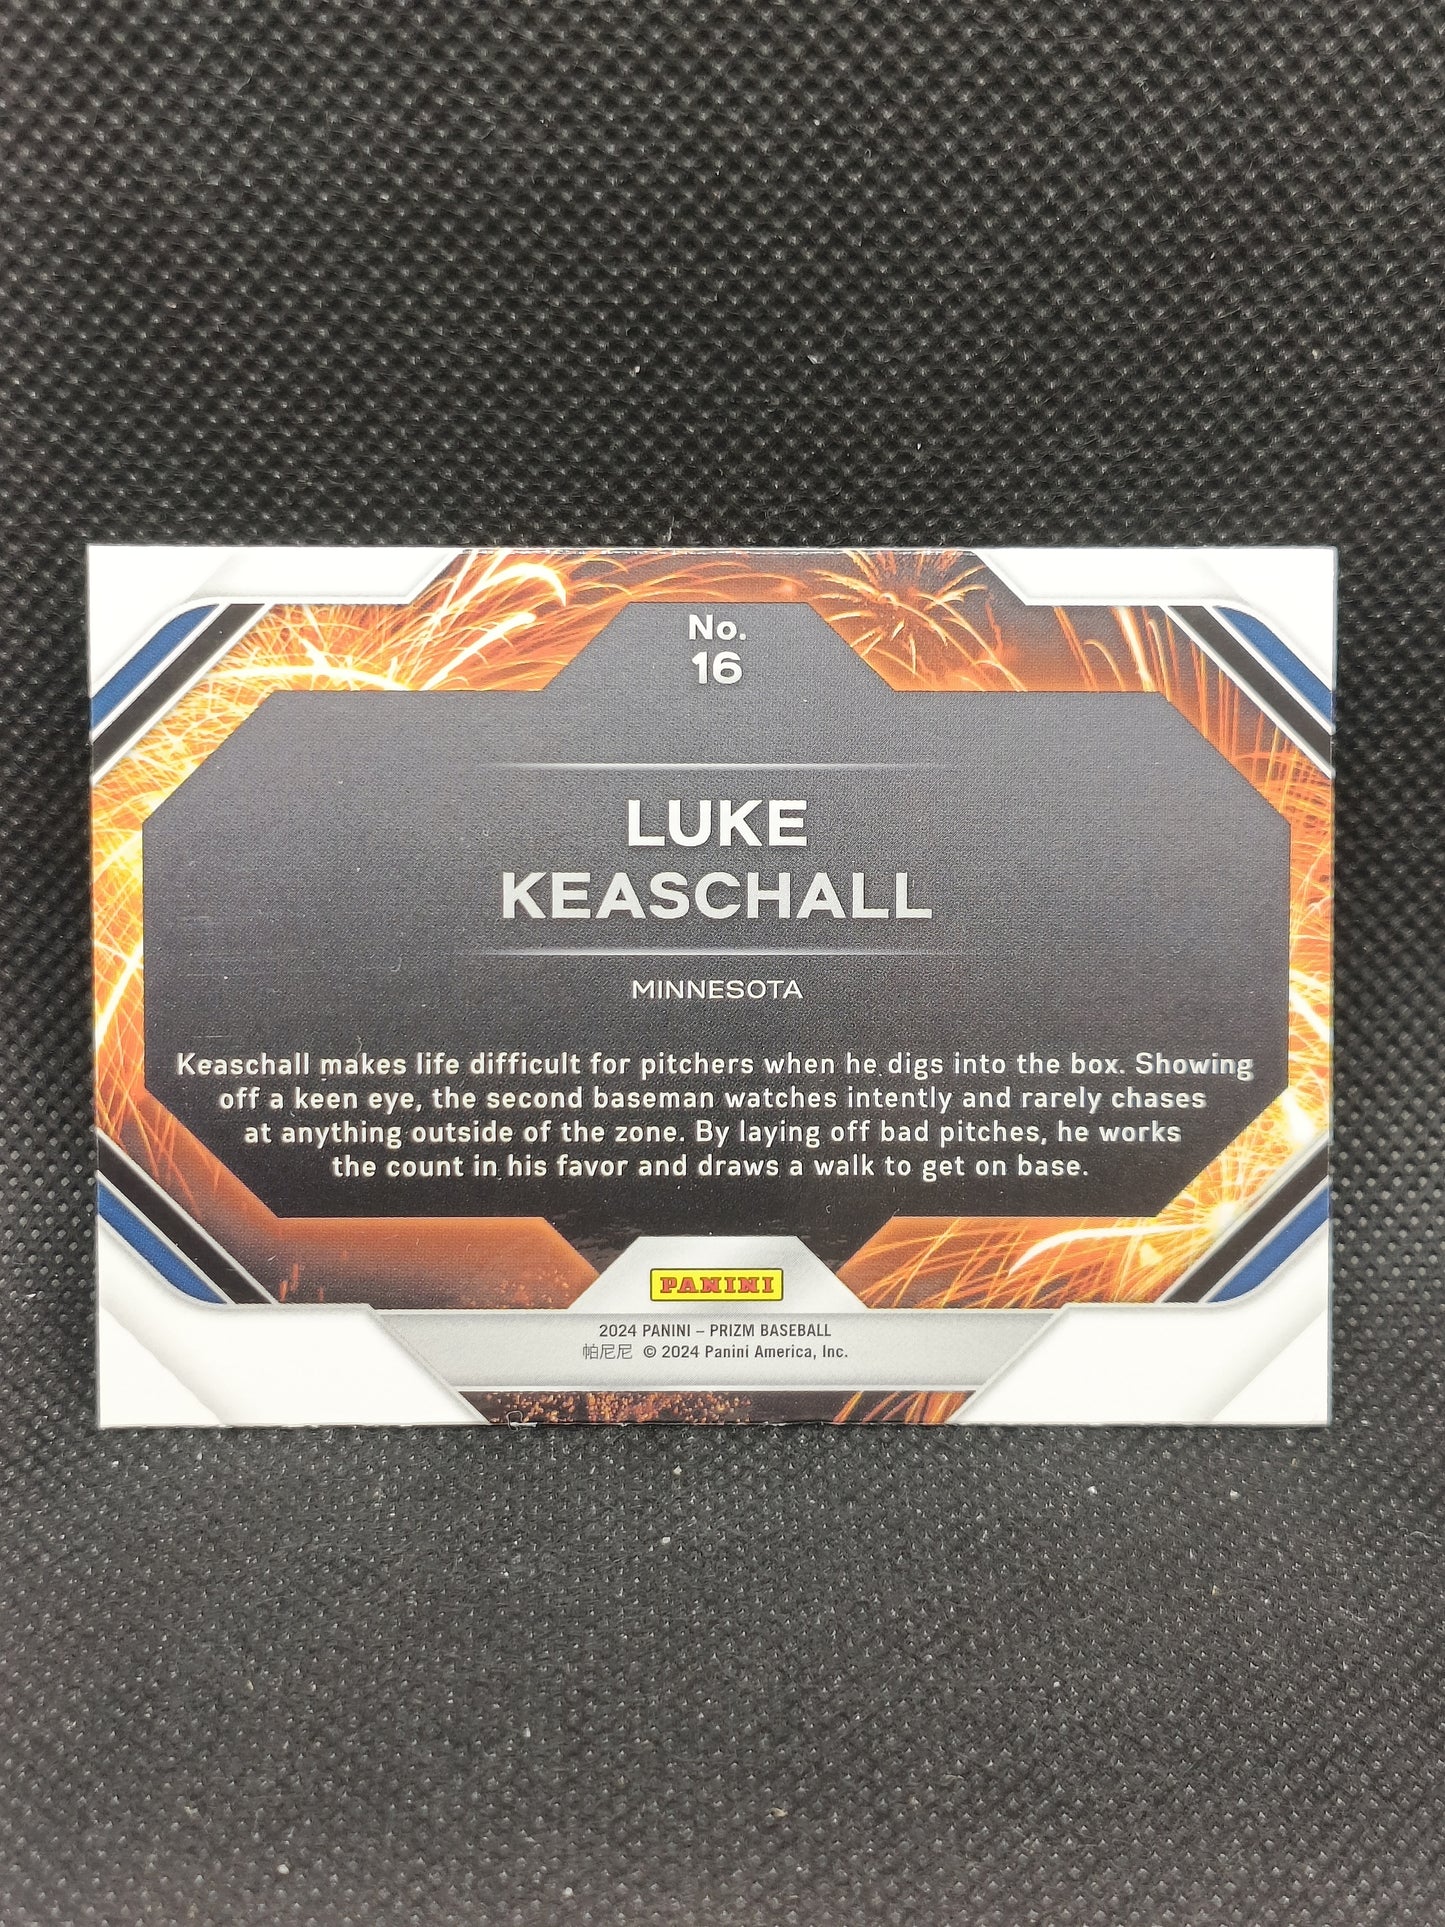 No.
16
LUKE
KEASCHALL
MINNESOTA
Keaschall makes life difficult for pitchers when he digs into the box. Showing
off a keen eye, the second baseman watches intently and rarely chases
at anything outside of the zone. By laying off bad pitches, he works
the count in his favor and draws a walk to get on base.
PANINI
2024 PANINI – PRIZM BASEBALL
帕尼尼 © 2024 Panini America, Inc.